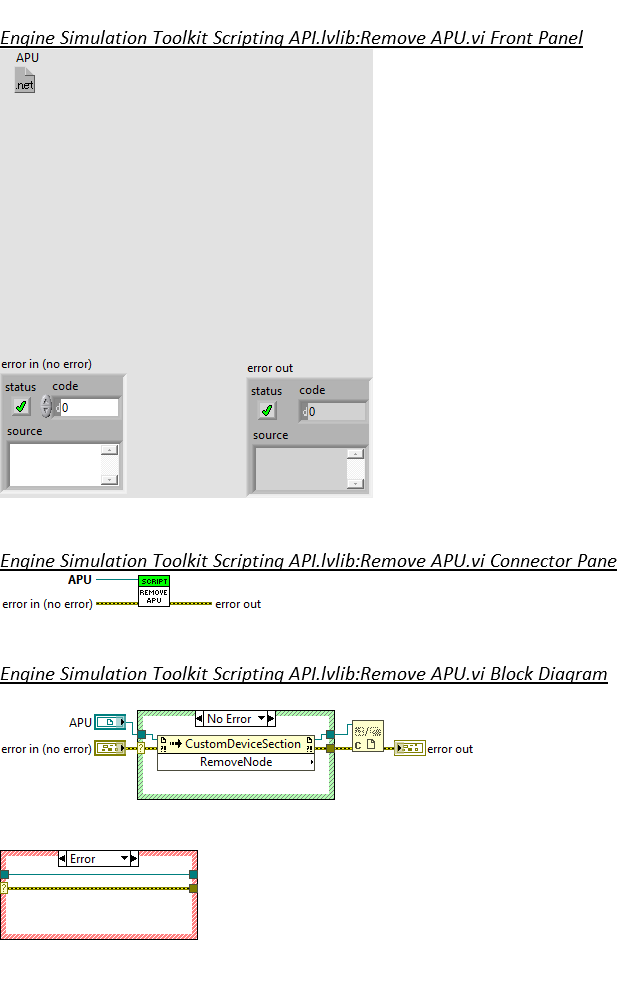 Engine Simulation Toolkit Scripting API.lvlib:Remove APU.vi Front Panel
APU
.net
error in (no error)
error out
status code
status code
d 0
d 0
source
source
Engine Simulation Toolkit Scripting API.lvlib:Remove APU.vi Connector Pane
APU
SCRIPT
REMOVE
APU
error in (no error)
error out
Engine Simulation Toolkit Scripting API.lvlib:Remove APU.vi Block Diagram
No Error
APU
CustomDeviceSection
error in (no error)
?
RemoveNode
C
error out
Error
?